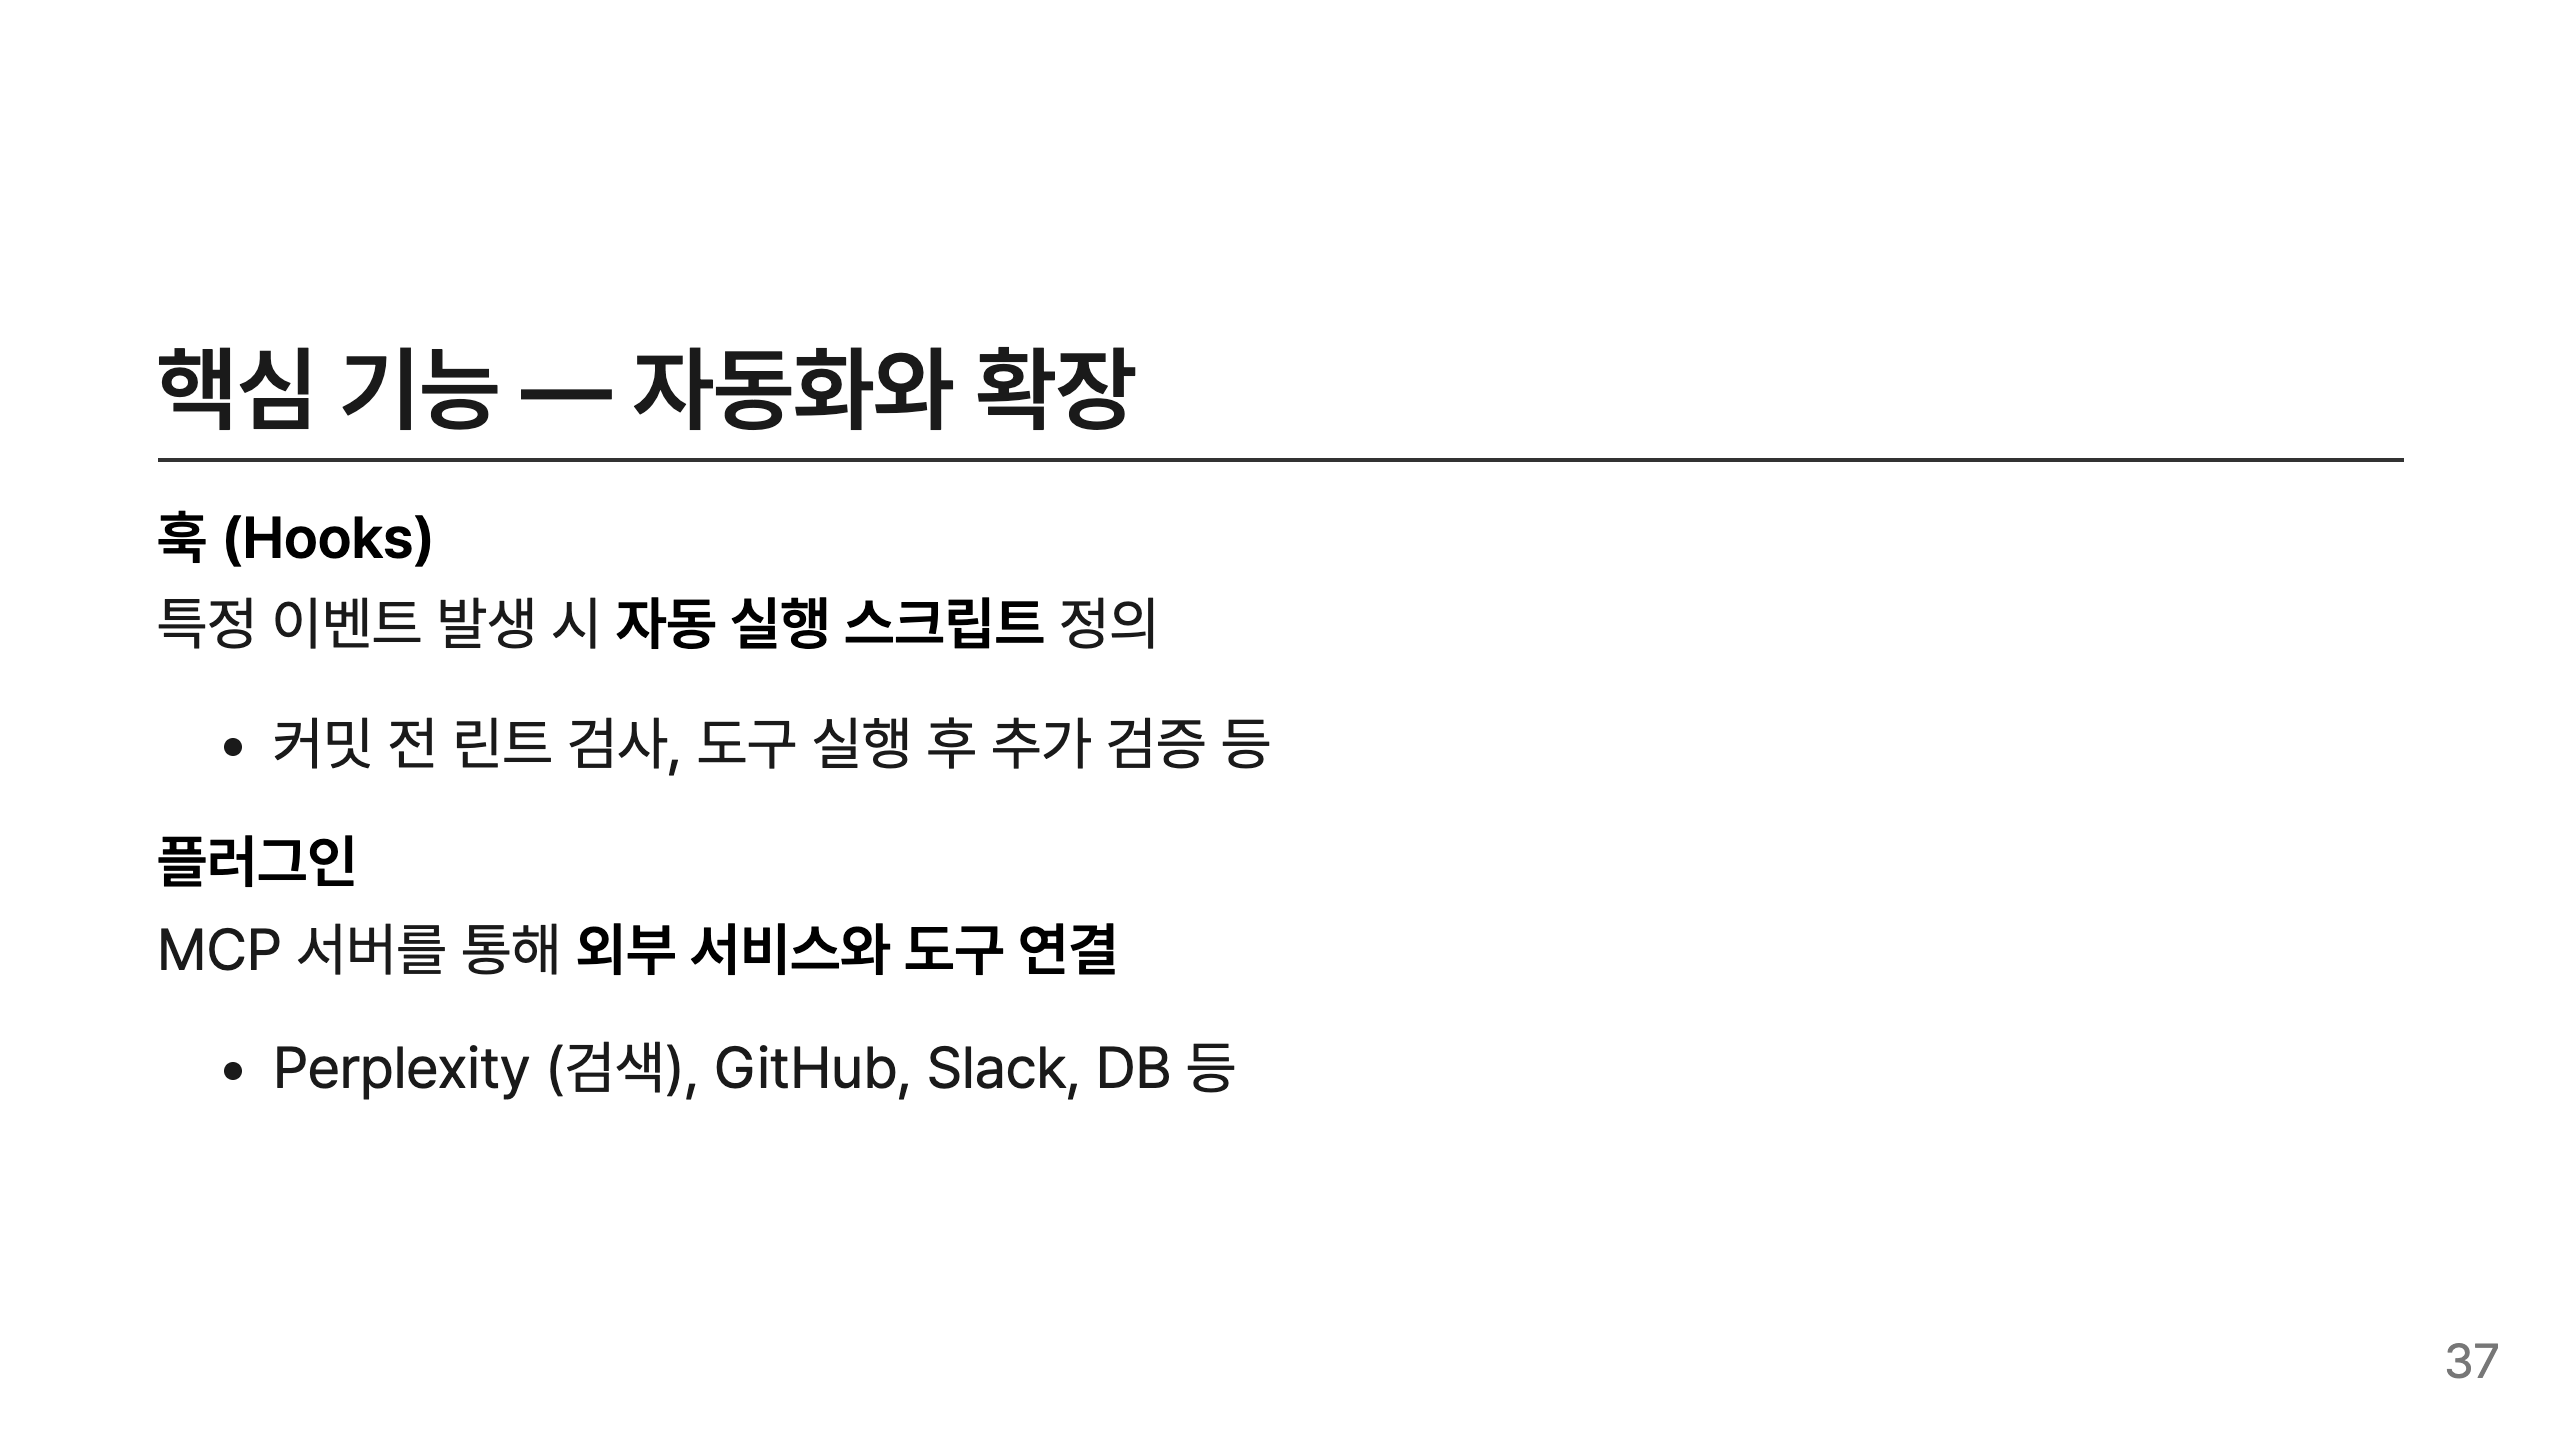 핵심 기능 — 자동화와 확장
훅 (Hooks)
특정 이벤트 발생 시 자동 실행 스크립트 정의
• 커밋 전 린트 검사, 도구 실행 후 추가 검증 등
플러그인
MCP 서버를 통해 외부 서비스와 도구 연결
• Perplexity (검색), GitHub, Slack, DB 등
37